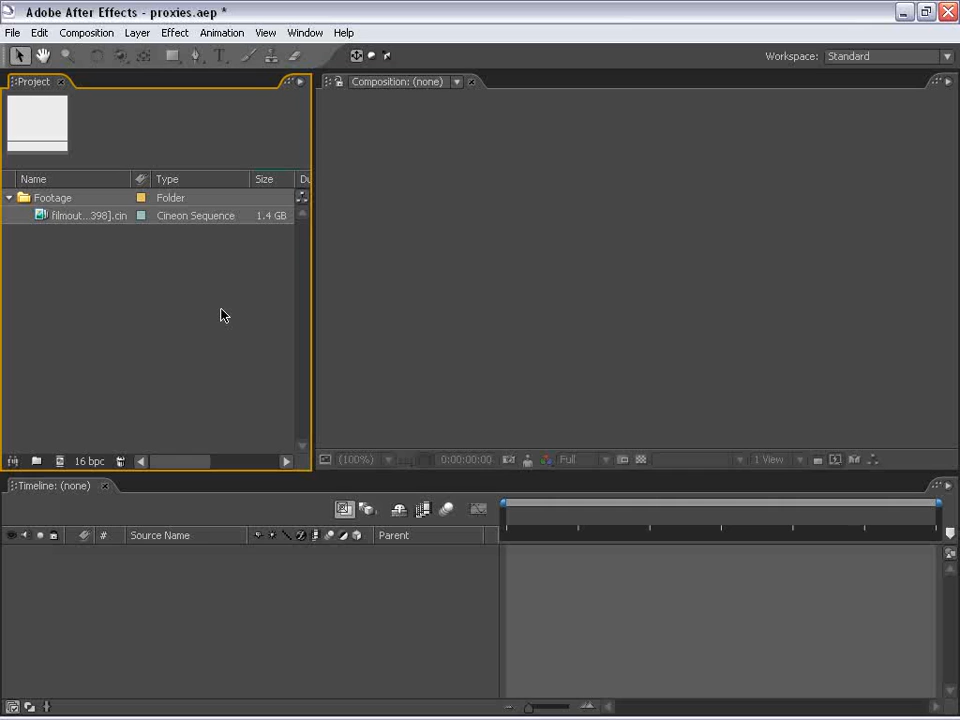 Adobe After Effects - proxies.aep *
File Edit Composition Layer Effect Animation View Window Help
Workspace: Standard
Project
Composition: (none)
Name Type Size Du
Footage Folder
filmout...398].cin Cineon Sequence 1.4 GB
16 bpc
(100%) 0:00:00:00 Full 1 View
Timeline: (none)
# Source Name Parent